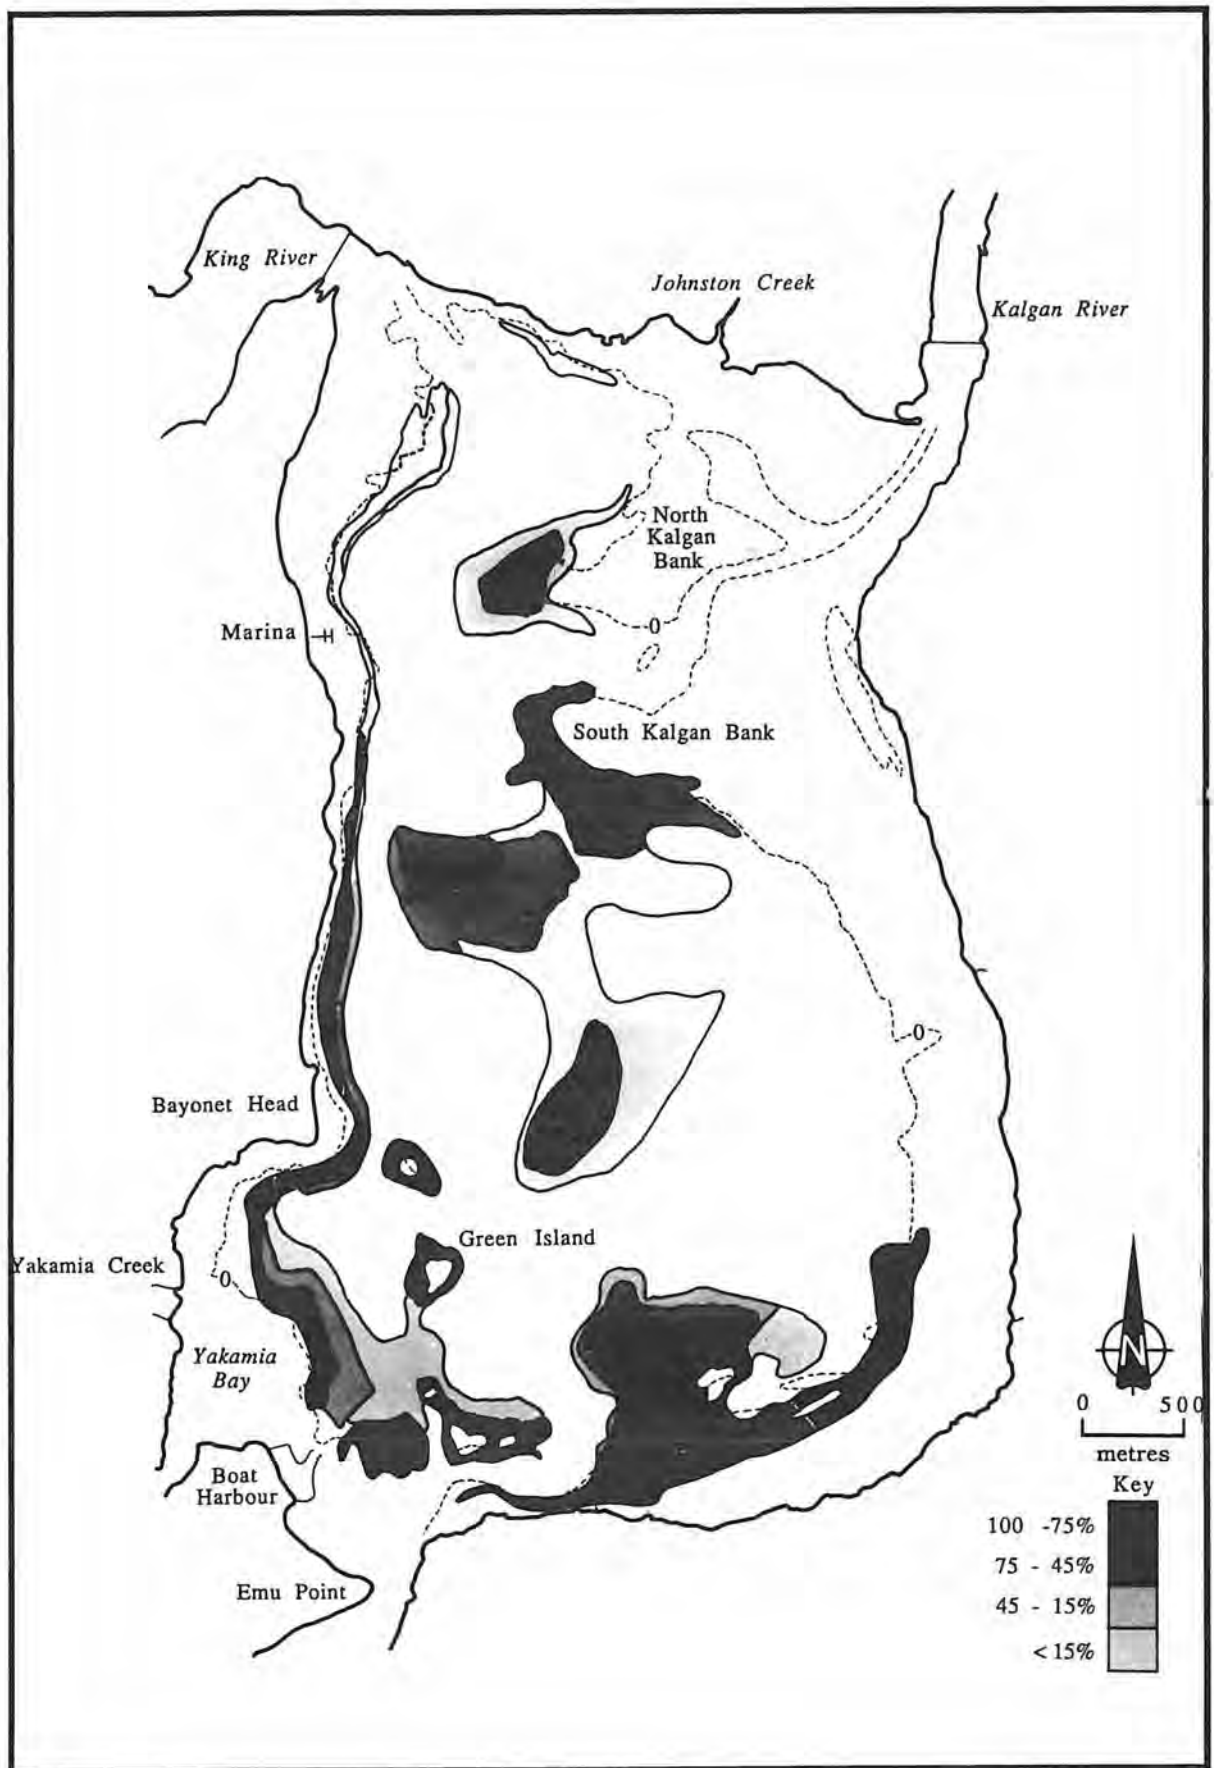 King River
Johnston Creek
Kalgan River
North
Kalgan
Bank
0
Marina
South Kalgan Bank
0
Bayonet Head
Green Island
Yakamia Creek
0
Yakamia
Bay
N
0 500
metres
Boat
Harbour
Key
100 -75%
75 - 45%
45 - 15%
<15%
Emu Point